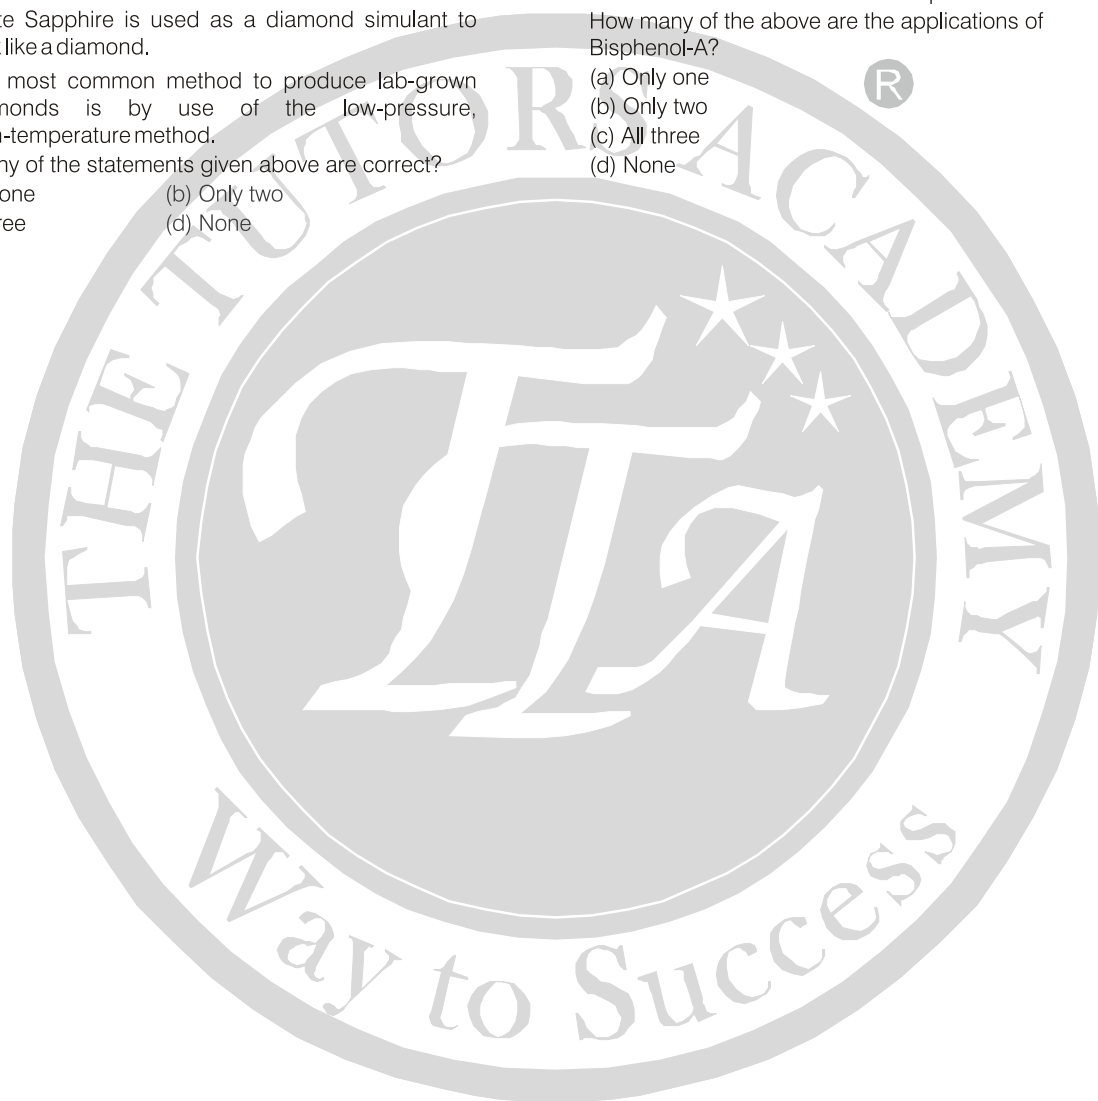 te Sapphire is used as a diamond simulant to
like a diamond.
most common method to produce lab-grown
monds is by use of the low-pressure,
n-temperature method.
ny of the statements given above are correct?
one (b) Only two
ree (d) None
How many of the above are the applications of
Bisphenol-A?
(a) Only one
(b) Only two
(c) All three
(d) None
THE TUTORS ACADEMY
®
TTA
Way to Success